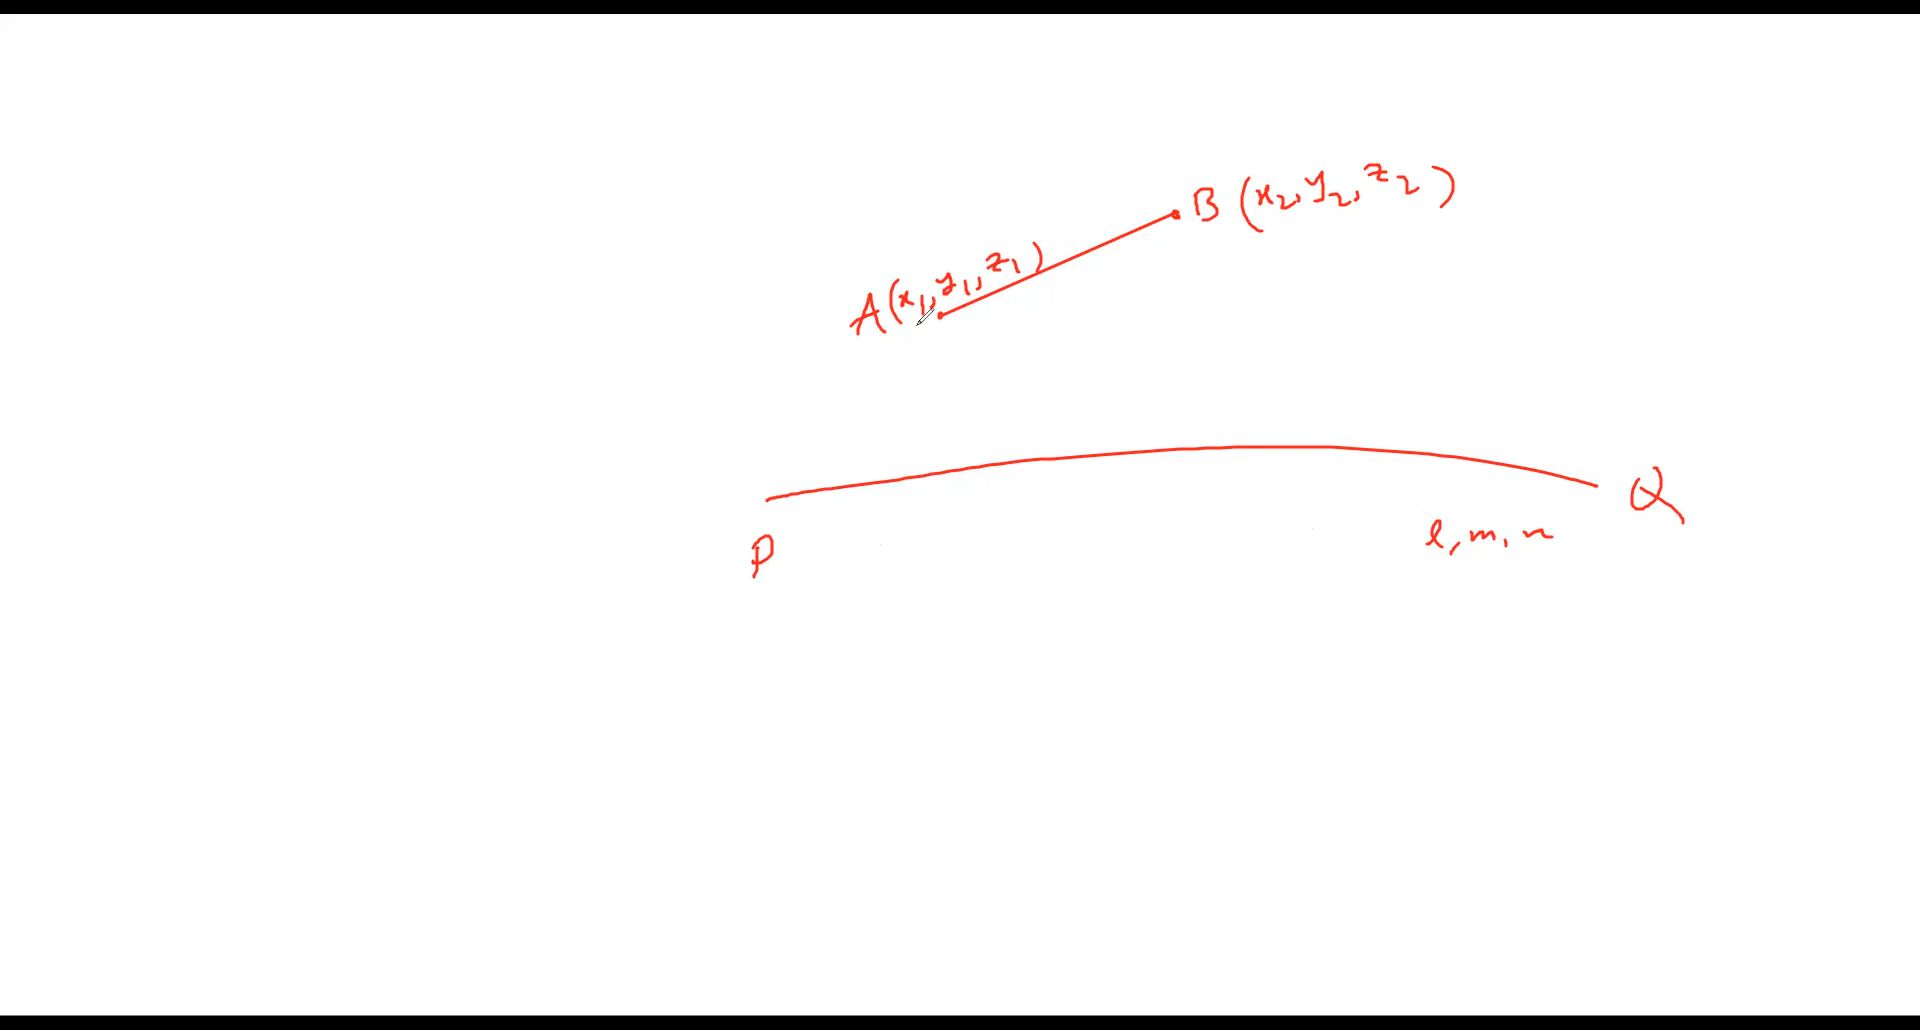 B (x₂, y₂, z₂)
A(x₁, y₁, z₁)
Q
l, m, n
P